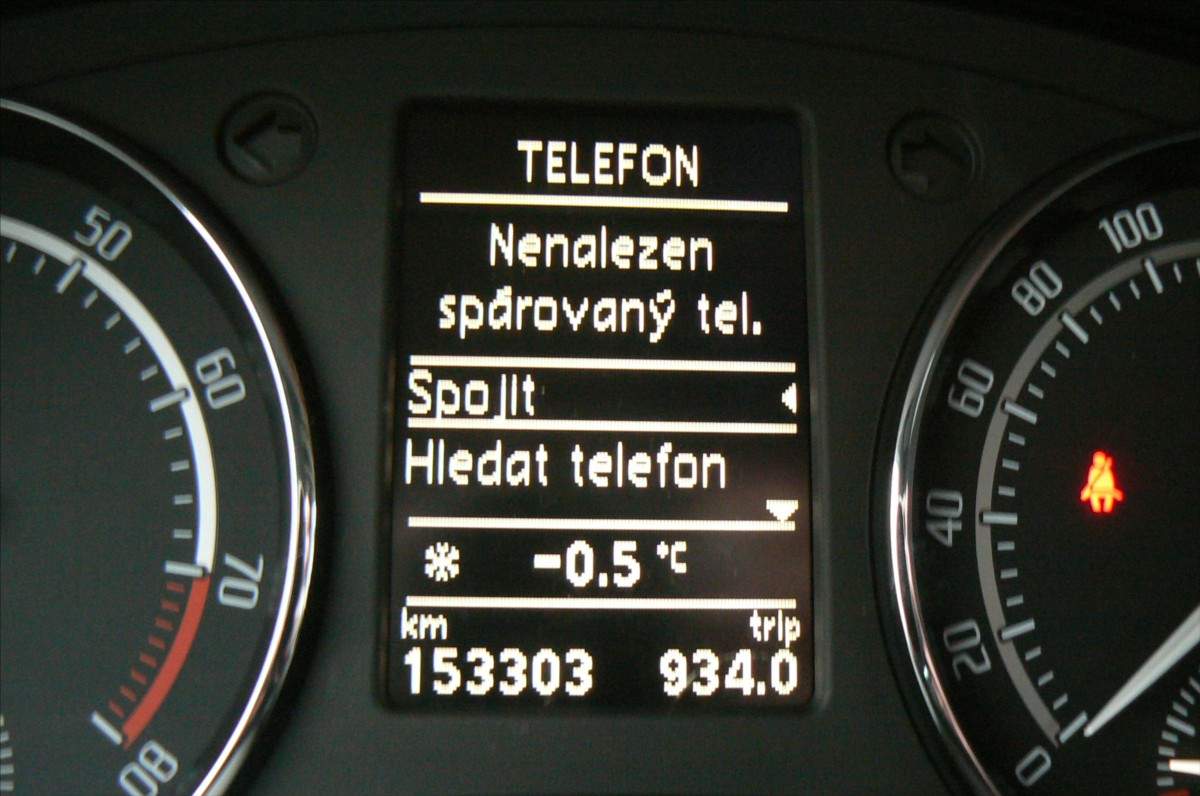 TELEFON
Nenalezen
spárovaný tel.
Spojit
Hledat telefon
-0.5 °C
km trip
153303 934.0
50
60
70
80
100
80
60
40
20
0